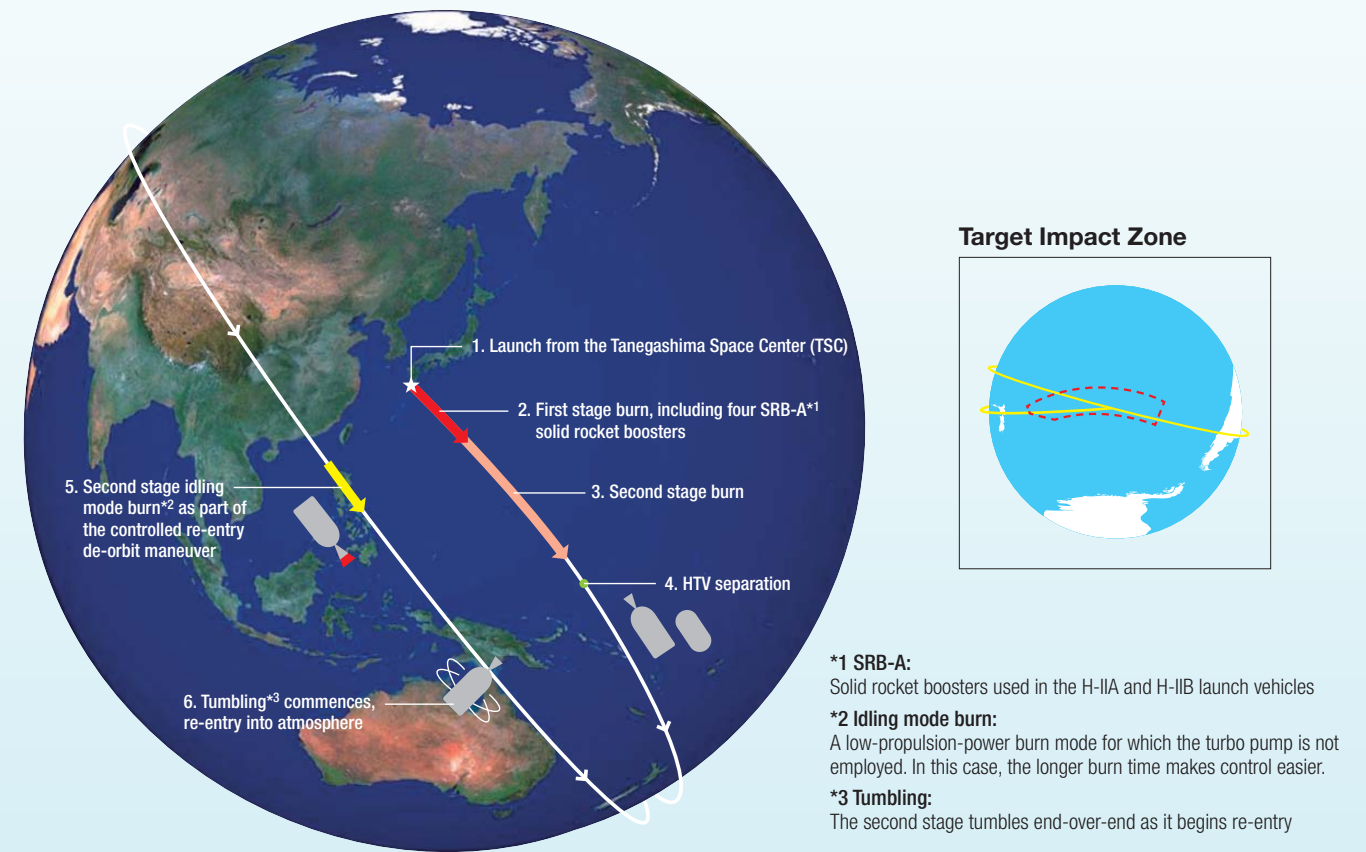 1. Launch from the Tanegashima Space Center (TSC)
2. First stage burn, including four SRB-A*1
solid rocket boosters
3. Second stage burn
4. HTV separation
5. Second stage idling
mode burn*2 as part of
the controlled re-entry
de-orbit maneuver
6. Tumbling*3 commences,
re-entry into atmosphere
Target Impact Zone
*1 SRB-A:
Solid rocket boosters used in the H-IIA and H-IIB launch vehicles
*2 Idling mode burn:
A low-propulsion-power burn mode for which the turbo pump is not
employed. In this case, the longer burn time makes control easier.
*3 Tumbling:
The second stage tumbles end-over-end as it begins re-entry